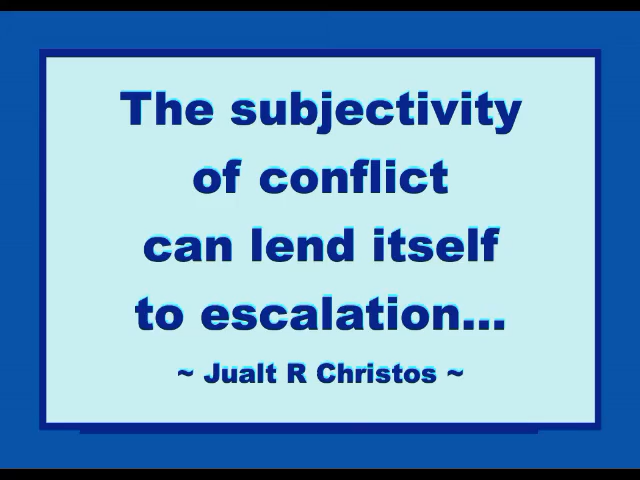 The subjectivity
of conflict
can lend itself
to escalation...
~ Jualt R Christos ~